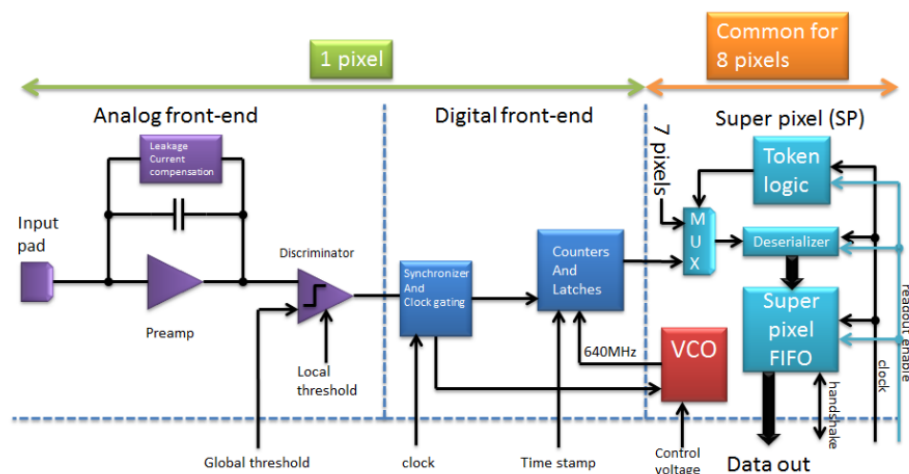 1 pixel
Common for
8 pixels
Analog front-end
Digital front-end
Super pixel (SP)
Leakage
Current
compensation
7 pixels
Token
logic
Input
pad
Discriminator
M
U
X
Deserializer
Synchronizer
And
Clock gating
Counters
And
Latches
Preamp
Super
pixel
FIFO
readout enable
640MHz
VCO
Local
threshold
clock
handshake
Global threshold
clock
Time stamp
Control
voltage
Data out